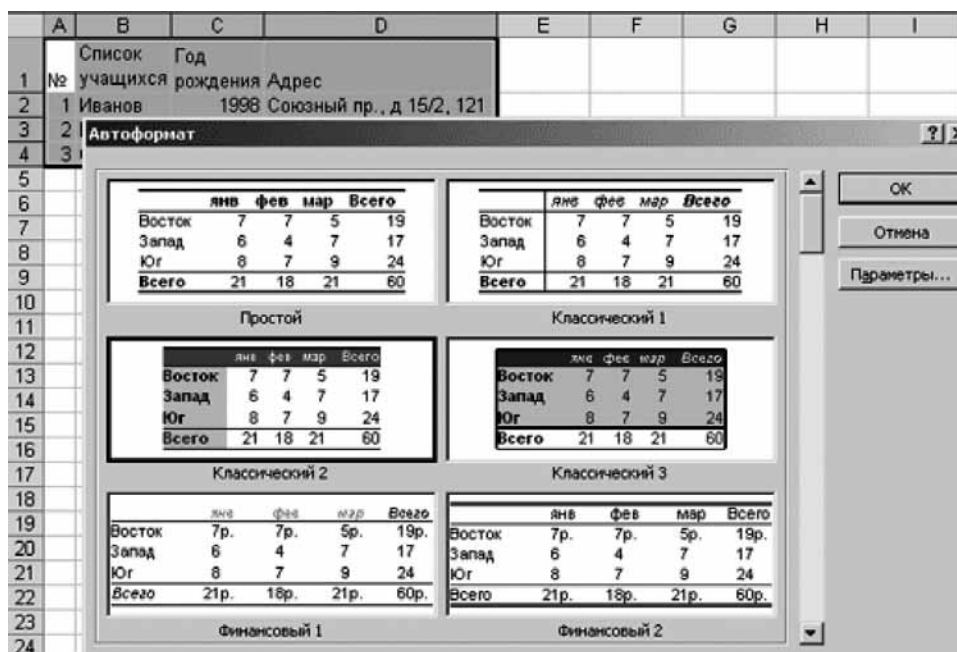 A B C D E F G H I
Список Год
1 № учащихся рождения Адрес
2 1 Иванов 1998 Союзный пр., д 15/2, 121
3 2
4 3
Автоформат
5
6
7
8
9
10
11
12
13
14
15
16
17
18
19
20
21
22
23
24
янв фев мар Всего
Восток 7 7 5 19
Запад 6 4 7 17
Юг 8 7 9 24
Всего 21 18 21 60
Простой
янв фев мар Всего
Восток 7 7 5 19
Запад 6 4 7 17
Юг 8 7 9 24
Всего 21 18 21 60
Классический 1
янв фев мар Всего
Восток 7 7 5 19
Запад 6 4 7 17
Юг 8 7 9 24
Всего 21 18 21 60
Классический 2
янв фев мар Всего
Восток 7 7 5 19
Запад 6 4 7 17
Юг 8 7 9 24
Всего 21 18 21 60
Классический 3
янв фев мар Всего
Восток 7р. 7р. 5р. 19р.
Запад 6 4 7 17
Юг 8 7 9 24
Всего 21р. 18р. 21р. 60р.
Финансовый 1
янв фев мар Всего
Восток 7р. 7р. 5р. 19р.
Запад 6 4 7 17
Юг 8 7 9 24
Всего 21р. 18р. 21р. 60р.
Финансовый 2
ОК
Отмена
Параметры...